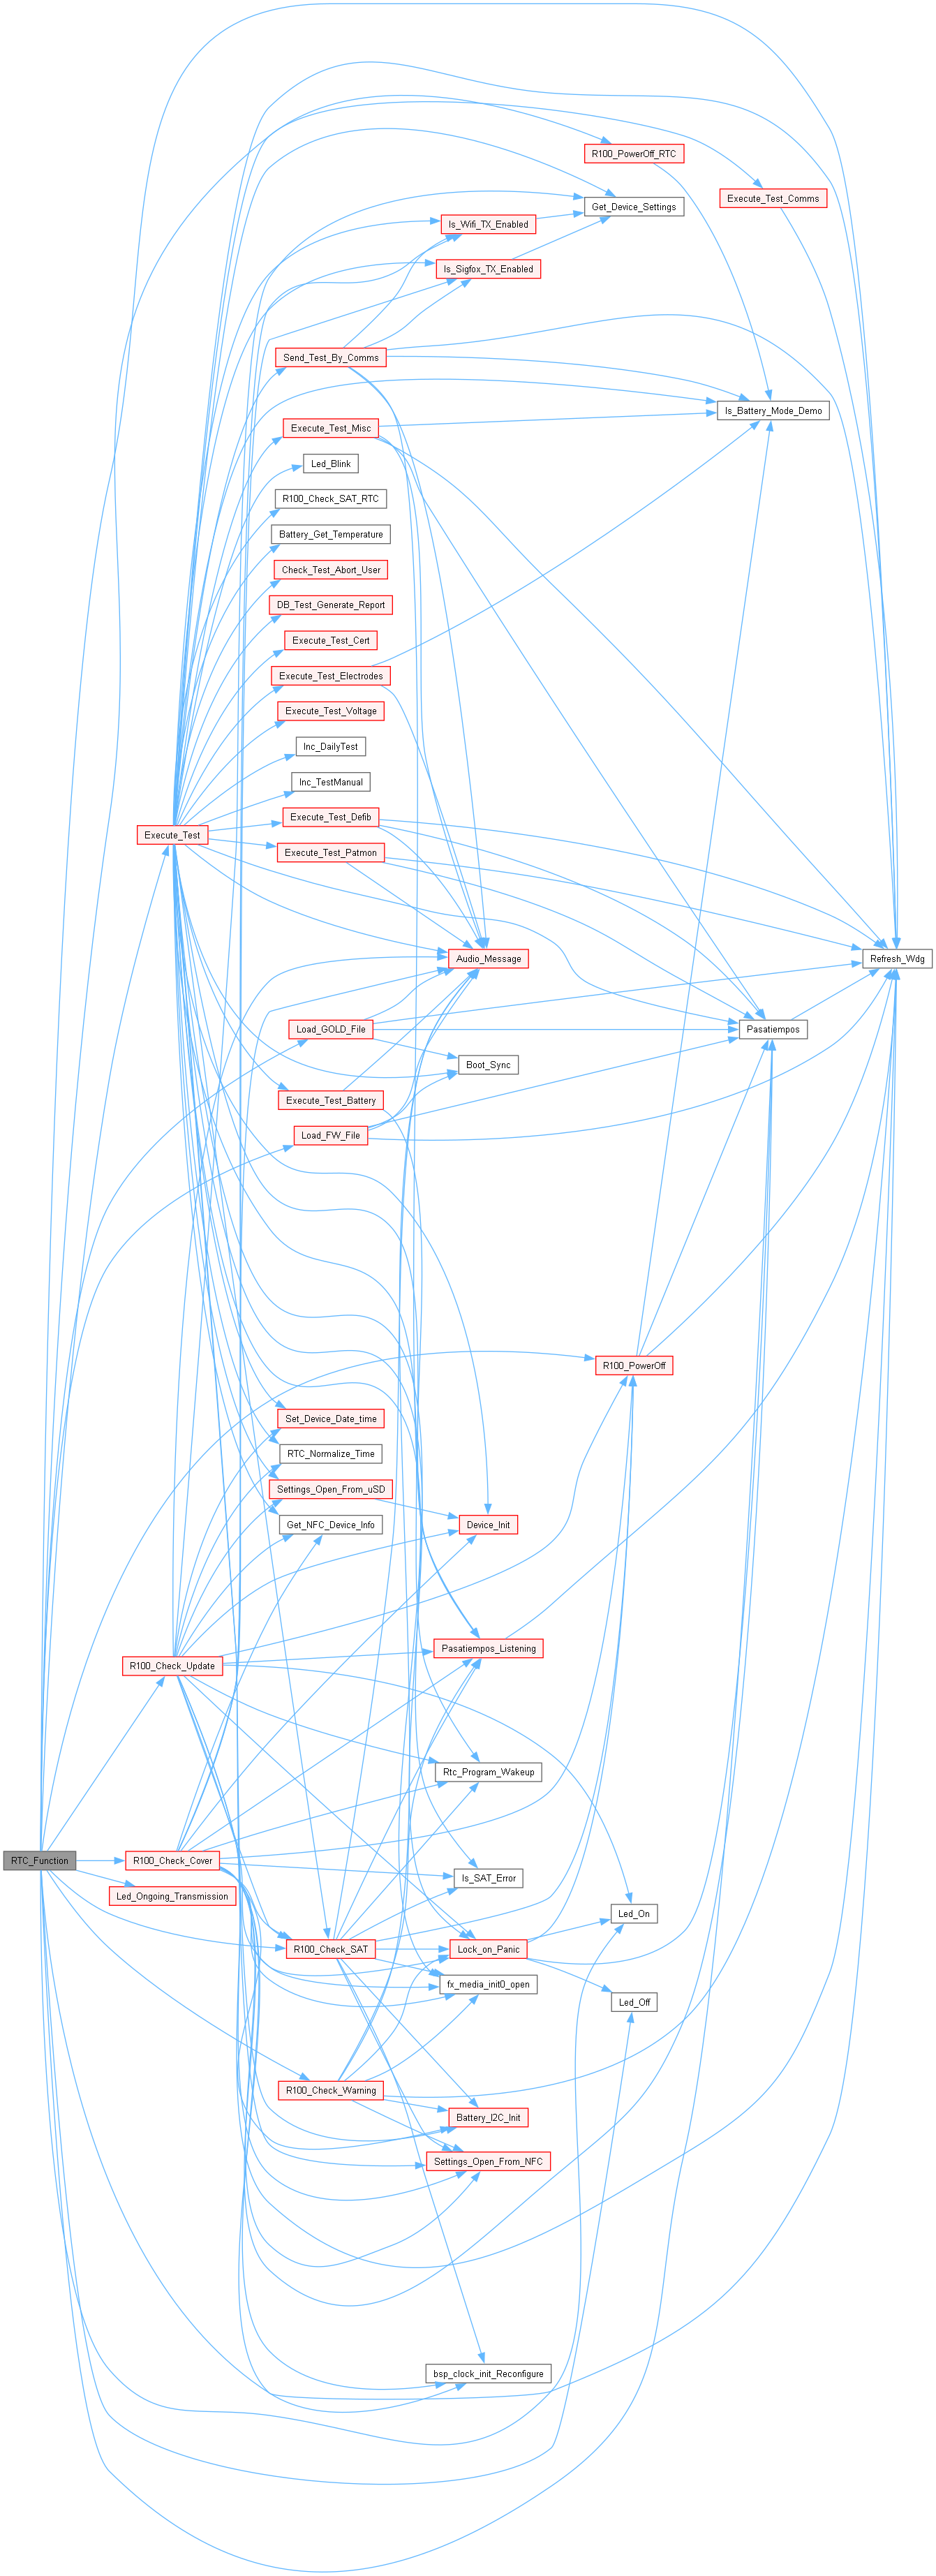 R100_PowerOff_RTC
Execute_Test_Comms
Get_Device_Settings
Is_Wifi_TX_Enabled
Is_Sigfox_TX_Enabled
Send_Test_By_Comms
Is_Battery_Mode_Demo
Execute_Test_Misc
Led_Blink
R100_Check_SAT_RTC
Battery_Get_Temperature
Check_Test_Abort_User
DB_Test_Generate_Report
Execute_Test_Cert
Execute_Test_Electrodes
Execute_Test_Voltage
Inc_DailyTest
Inc_TestManual
Execute_Test_Defib
Execute_Test
Execute_Test_Patmon
Audio_Message
Refresh_Wdg
Load_GOLD_File
Pasatiempos
Boot_Sync
Execute_Test_Battery
Load_FW_File
R100_PowerOff
Set_Device_Date_time
RTC_Normalize_Time
Settings_Open_From_uSD
Get_NFC_Device_Info
Device_Init
Pasatiempos_Listening
R100_Check_Update
Rtc_Program_Wakeup
RTC_Function
R100_Check_Cover
Is_SAT_Error
Led_Ongoing_Transmission
Led_On
R100_Check_SAT
Lock_on_Panic
fx_media_init0_open
Led_Off
R100_Check_Warning
Battery_I2C_Init
Settings_Open_From_NFC
bsp_clock_init_Reconfigure